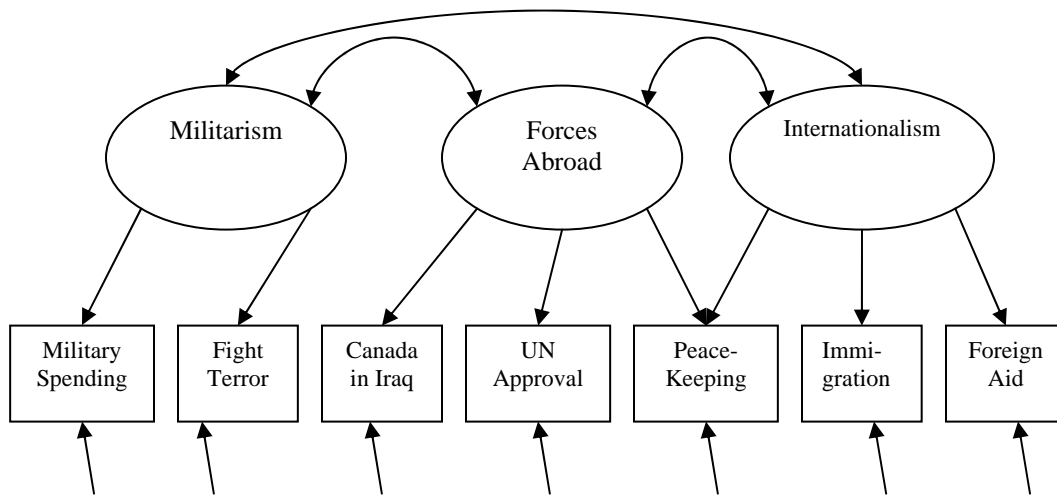 Militarism
Forces
Abroad
Internationalism
Military
Spending
Fight
Terror
Canada
in Iraq
UN
Approval
Peace-
Keeping
Immi-
gration
Foreign
Aid